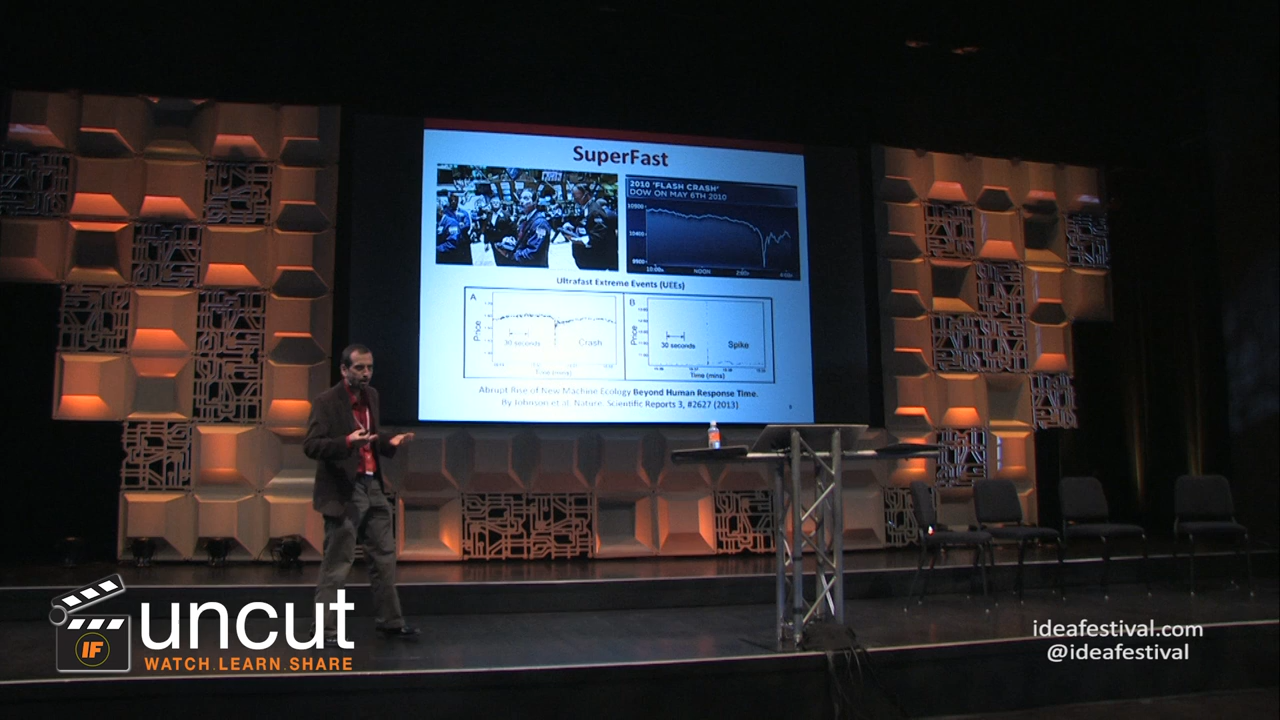 SuperFast
2010 'FLASH CRASH'
DOW ON MAY 6TH 2010
10:00am
NOON
2:00p
4:00p
Ultrafast Extreme Events (UEEs)
A
Price
30 seconds
Crash
Time (mins)
B
Price
30 seconds
Spike
Time (mins)
Abrupt Rise of New Machine Ecology Beyond Human Response Time.
By Johnson et al. Nature: Scientific Reports 3, #2627 (2013)
IF
uncut
WATCH.LEARN.SHARE
ideafestival.com
@ideafestival